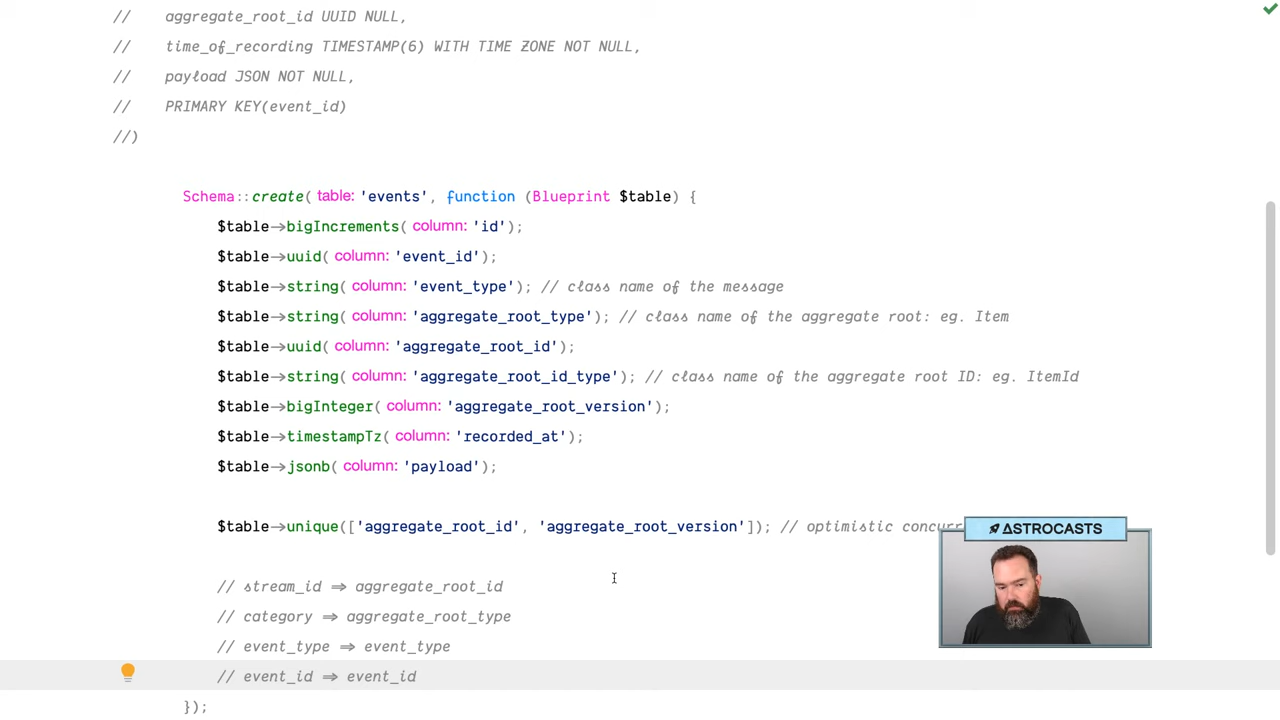 //    aggregate_root_id UUID NULL,
//    time_of_recording TIMESTAMP(6) WITH TIME ZONE NOT NULL,
//    payload JSON NOT NULL,
//    PRIMARY KEY(event_id)
//)
Schema::create( table: 'events', function (Blueprint $table) {
$table->bigIncrements( column: 'id');
$table->uuid( column: 'event_id');
$table->string( column: 'event_type'); // class name of the message
$table->string( column: 'aggregate_root_type'); // class name of the aggregate root: eg. Item
$table->uuid( column: 'aggregate_root_id');
$table->string( column: 'aggregate_root_id_type'); // class name of the aggregate root ID: eg. ItemId
$table->bigInteger( column: 'aggregate_root_version');
$table->timestampTz( column: 'recorded_at');
$table->jsonb( column: 'payload');
$table->unique(['aggregate_root_id', 'aggregate_root_version']); // optimistic
// stream_id => aggregate_root_id
// category => aggregate_root_type
// event_type => event_type
// event_id => event_id
});
ASTROCASTS